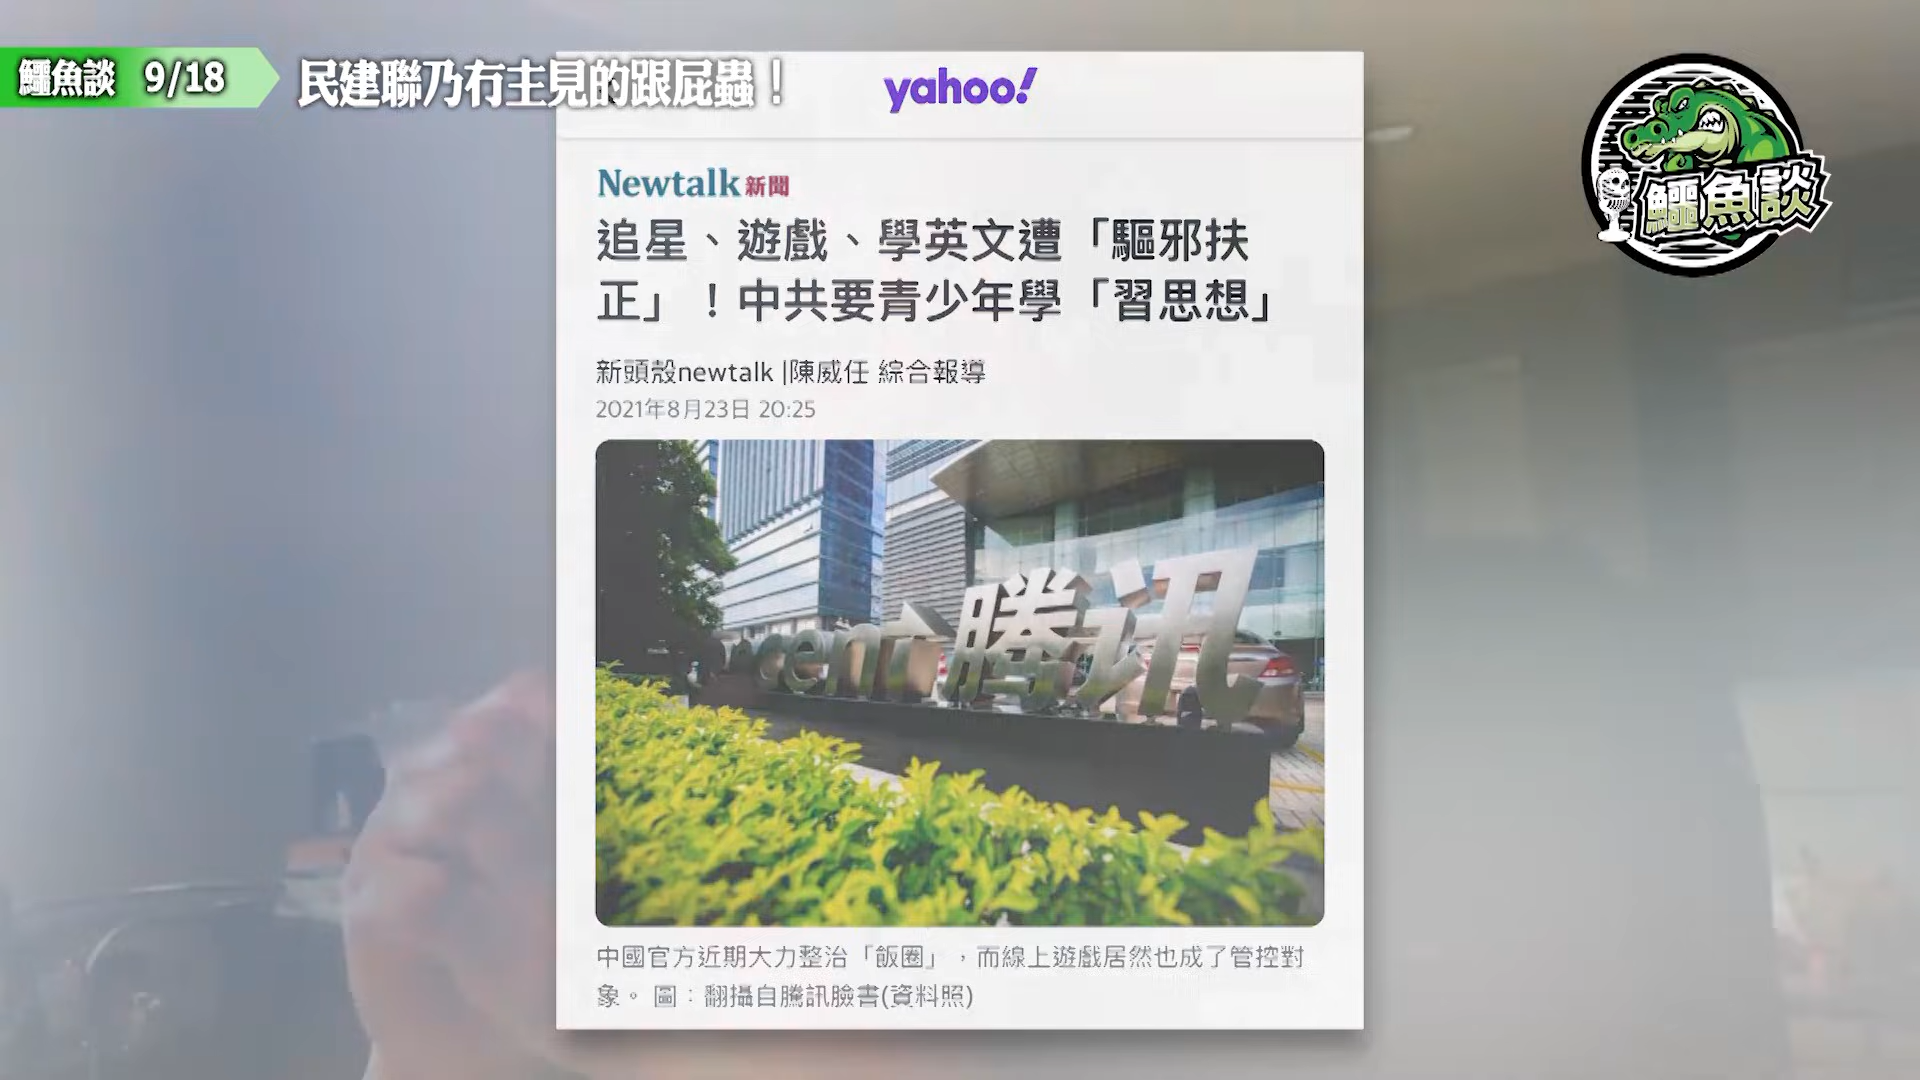 鱷魚談 9/18
民建聯乃冇主見的跟屁蟲！
yahoo!
鱷魚談
Newtalk新聞
追星、遊戲、學英文遭「驅邪扶
正」！中共要青少年學「習思想」
新頭殼newtalk |陳威任 綜合報導
2021年8月23日 20:25
cent 腾讯
中國官方近期大力整治「飯圈」，而線上遊戲居然也成了管控對
象。 圖：翻攝自騰訊臉書(資料照)